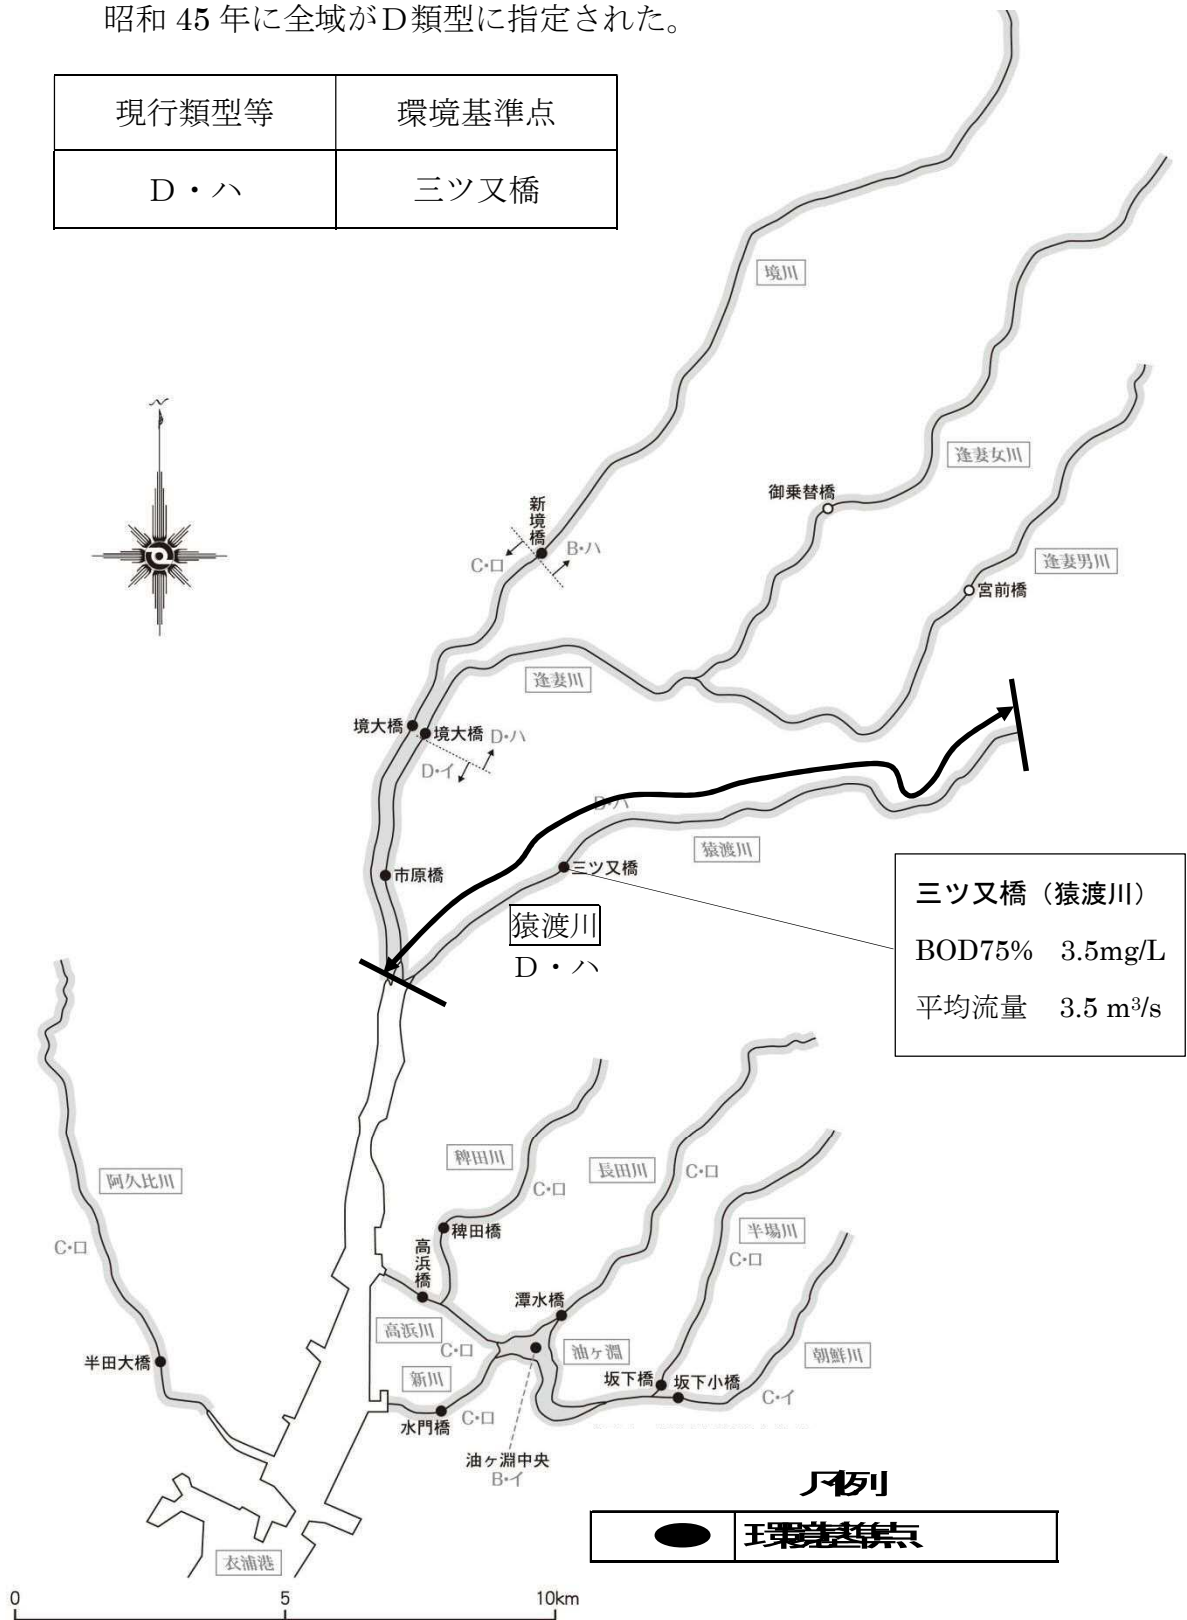 昭和 45 年に全域がＤ類型に指定された。
現行類型等 環境基準点
Ｄ・ハ 三ツ又橋
境川
逢妻女川
御乗替橋
新境橋
B・ハ
C・ロ
逢妻男川
宮前橋
逢妻川
境大橋
境大橋
D・ハ
D・イ
D・ハ
猿渡川
市原橋
三ツ又橋
三ツ又橋（猿渡川）
BOD75% 3.5mg/L
平均流量 3.5 m³/s
猿渡川
Ｄ・ハ
稗田川
長田川
C・ロ
阿久比川
C・ロ
半場川
稗田橋
C・ロ
C・ロ
高浜橋
潭水橋
高浜川
C・ロ
油ヶ淵
朝鮮川
半田大橋
新川
坂下橋
坂下小橋
C・イ
水門橋
C・ロ
油ヶ淵中央
B・イ
凡例
環境基準点
衣浦港
0 5 10km